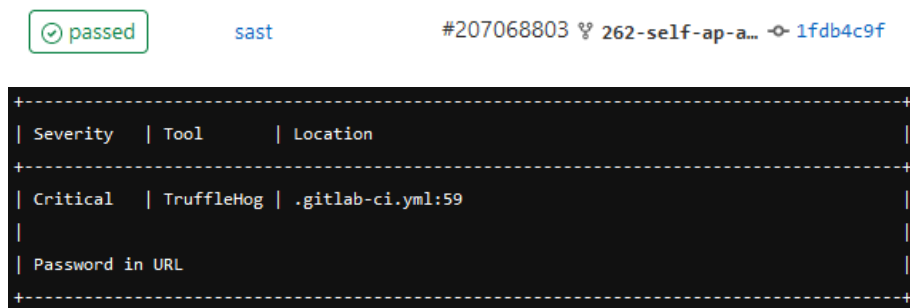 passed sast #207068803 262-self-ap-a… 1fdb4c9f
+----------------------------------------------------------------------------------------+
| Severity | Tool | Location |
+----------------------------------------------------------------------------------------+
| Critical | TruffleHog | .gitlab-ci.yml:59 |
| |
| Password in URL |
+----------------------------------------------------------------------------------------+